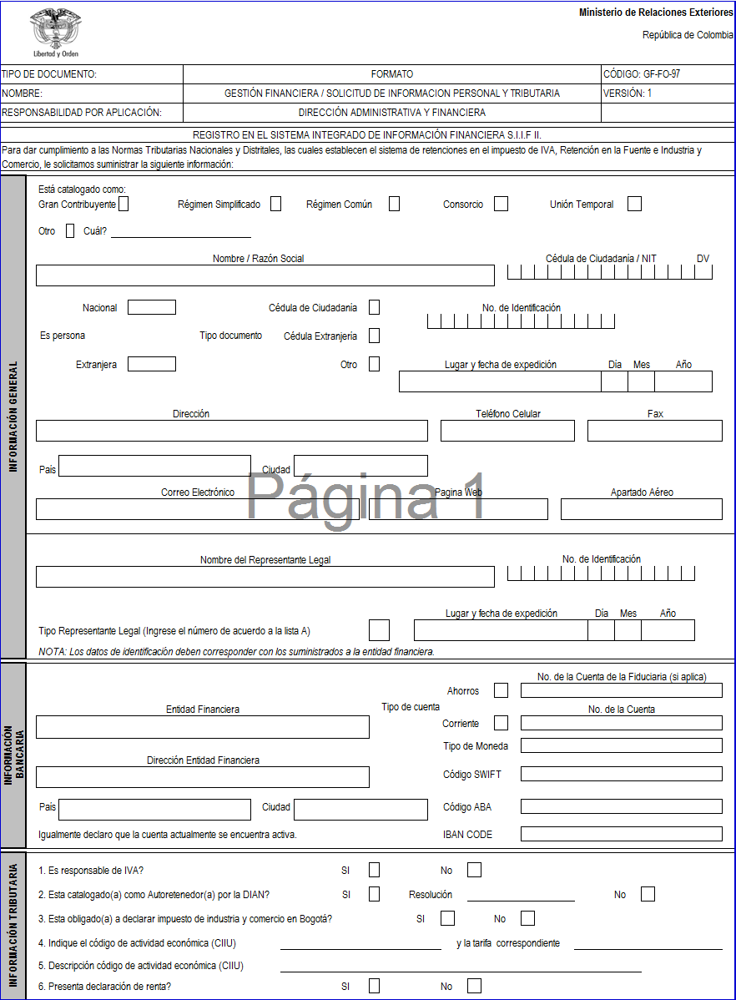 Ministerio de Relaciones Exteriores
República de Colombia
Libertad y Orden
TIPO DE DOCUMENTO: FORMATO CÓDIGO: GF-FO-97
NOMBRE: GESTIÓN FINANCIERA / SOLICITUD DE INFORMACION PERSONAL Y TRIBUTARIA VERSIÓN: 1
RESPONSABILIDAD POR APLICACIÓN: DIRECCIÓN ADMINISTRATIVA Y FINANCIERA
REGISTRO EN EL SISTEMA INTEGRADO DE INFORMACIÓN FINANCIERA S.I.I.F II.
Para dar cumplimiento a las Normas Tributarias Nacionales y Distritales, las cuales establecen el sistema de retenciones en el impuesto de IVA, Retención en la Fuente e Industria y
Comercio, le solicitamos suministrar la siguiente información:
INFORMACIÓN GENERAL
Está catalogado como:
Gran Contribuyente Régimen Simplificado Régimen Común Consorcio Unión Temporal
Otro Cuál?
Nombre / Razón Social Cédula de Ciudadanía / NIT DV
Nacional Cédula de Ciudadanía No. de Identificación
Es persona Tipo documento Cédula Extranjería
Extranjera Otro Lugar y fecha de expedición Día Mes Año
Dirección Teléfono Celular Fax
País Ciudad
Página 1
Correo Electrónico Pagina Web Apartado Aéreo
Nombre del Representante Legal No. de Identificación
Lugar y fecha de expedición Día Mes Año
Tipo Representante Legal (Ingrese el número de acuerdo a la lista A)
NOTA: Los datos de identificación deben corresponder con los suministrados a la entidad financiera.
INFORMACIÓN
BANCARIA
No. de la Cuenta de la Fiduciaria (si aplica)
Ahorros
Entidad Financiera Tipo de cuenta No. de la Cuenta
Corriente
Tipo de Moneda
Dirección Entidad Financiera
Código SWIFT
País Ciudad Código ABA
Igualmente declaro que la cuenta actualmente se encuentra activa. IBAN CODE
INFORMACIÓN TRIBUTARIA
1. Es responsable de IVA? SI No
2. Esta catalogado(a) como Autoretenedor(a) por la DIAN? SI Resolución No
3. Esta obligado(a) a declarar impuesto de industria y comercio en Bogotá? SI No
4. Indique el código de actividad económica (CIIU) y la tarifa correspondiente
5. Descripción código de actividad económica (CIIU)
6. Presenta declaración de renta? SI No